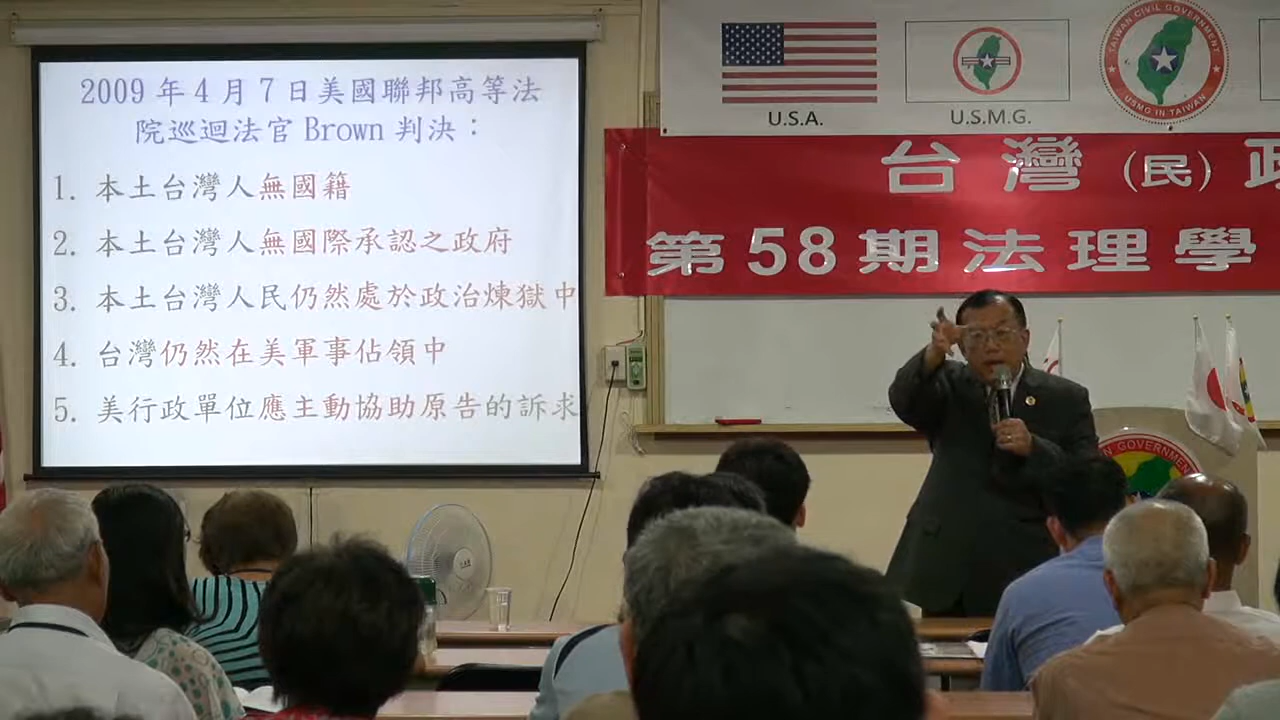 2009 年 4 月 7 日美國聯邦高等法
院巡迴法官 Brown 判決：
1. 本土台灣人無國籍
2. 本土台灣人無國際承認之政府
3. 本土台灣人民仍然處於政治煉獄中
4. 台灣仍然在美軍事佔領中
5. 美行政單位應主動協助原告的訴求
U.S.A.
U.S.M.G.
TAIWAN CIVIL GOVERNMENT
USMG IN TAIWAN
台灣(民)政
第58期法理學
GOVERNMENT